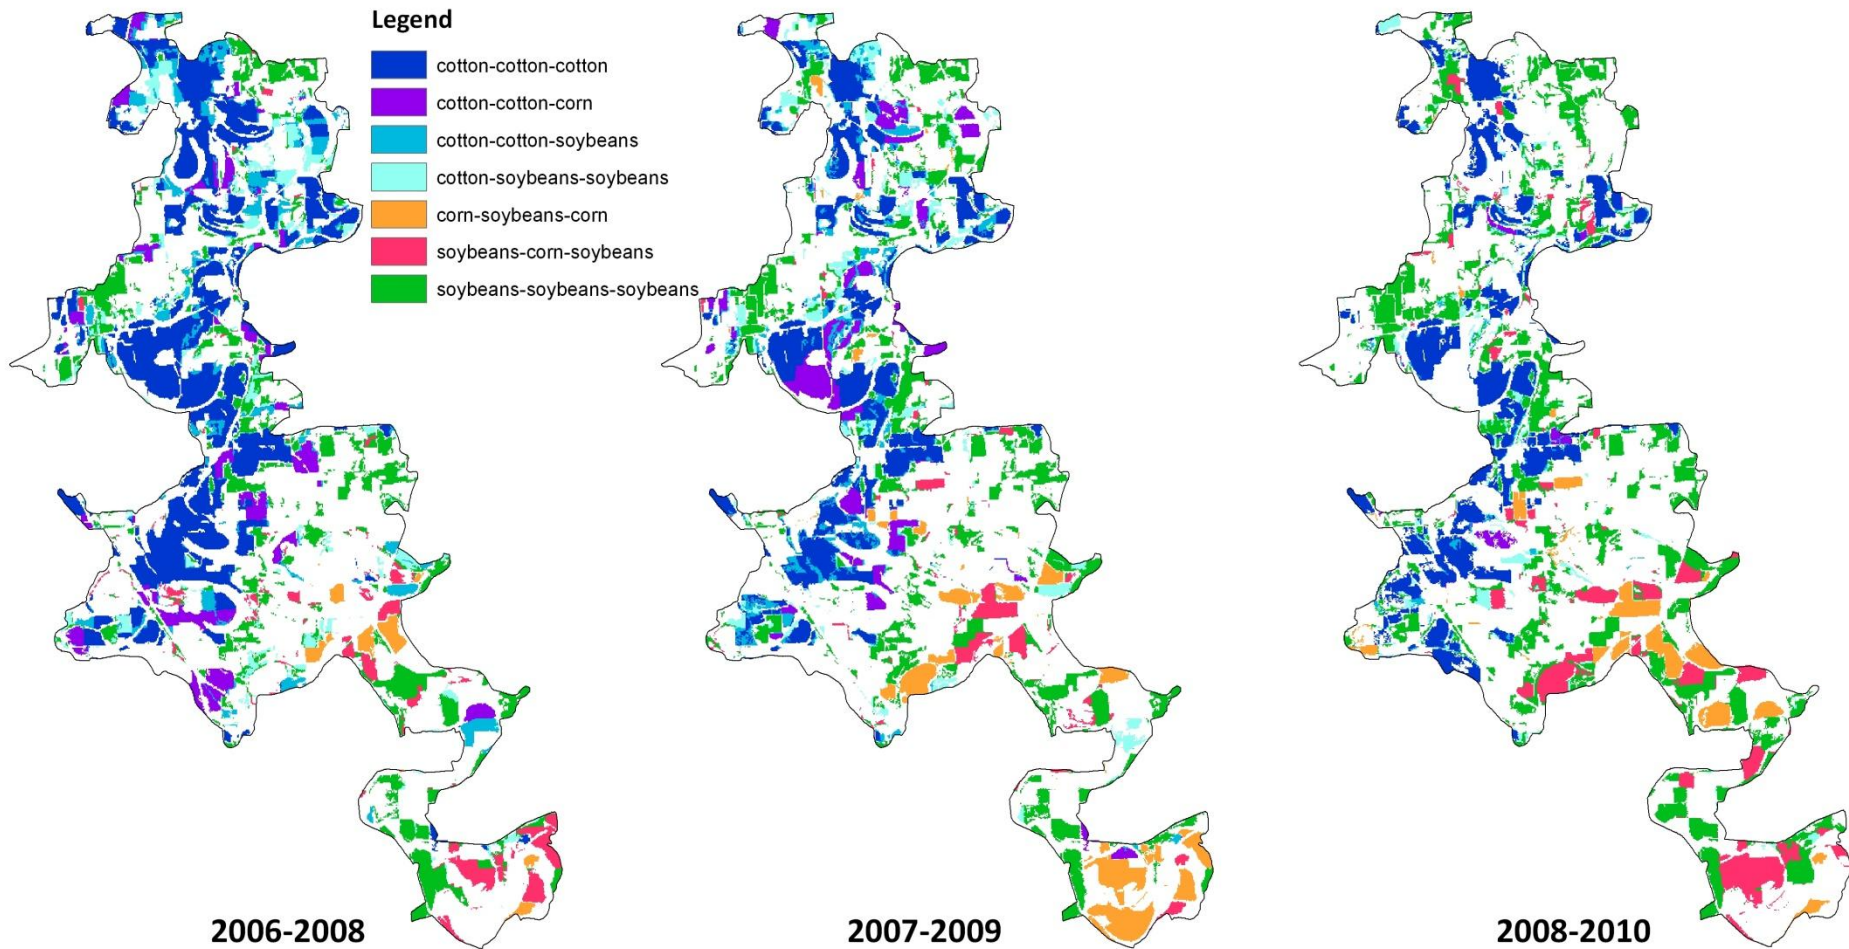 Legend
cotton-cotton-cotton
cotton-cotton-corn
cotton-cotton-soybeans
cotton-soybeans-soybeans
corn-soybeans-corn
soybeans-corn-soybeans
soybeans-soybeans-soybeans
2006-2008
2007-2009
2008-2010